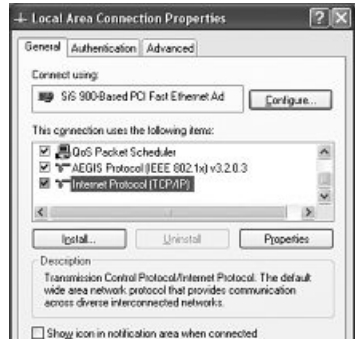 Local Area Connection Properties
General Authentication Advanced
Connect using:
SiS 900-Based PCI Fast Ethernet Ad
Configure...
This connection uses the following items:
QoS Packet Scheduler
AEGIS Protocol (IEEE 802.1x) v3.2.0.3
Internet Protocol (TCP/IP)
Install... Uninstall Properties
Description
Transmission Control Protocol/Internet Protocol. The default
wide area network protocol that provides communication
across diverse interconnected networks.
Show icon in notification area when connected